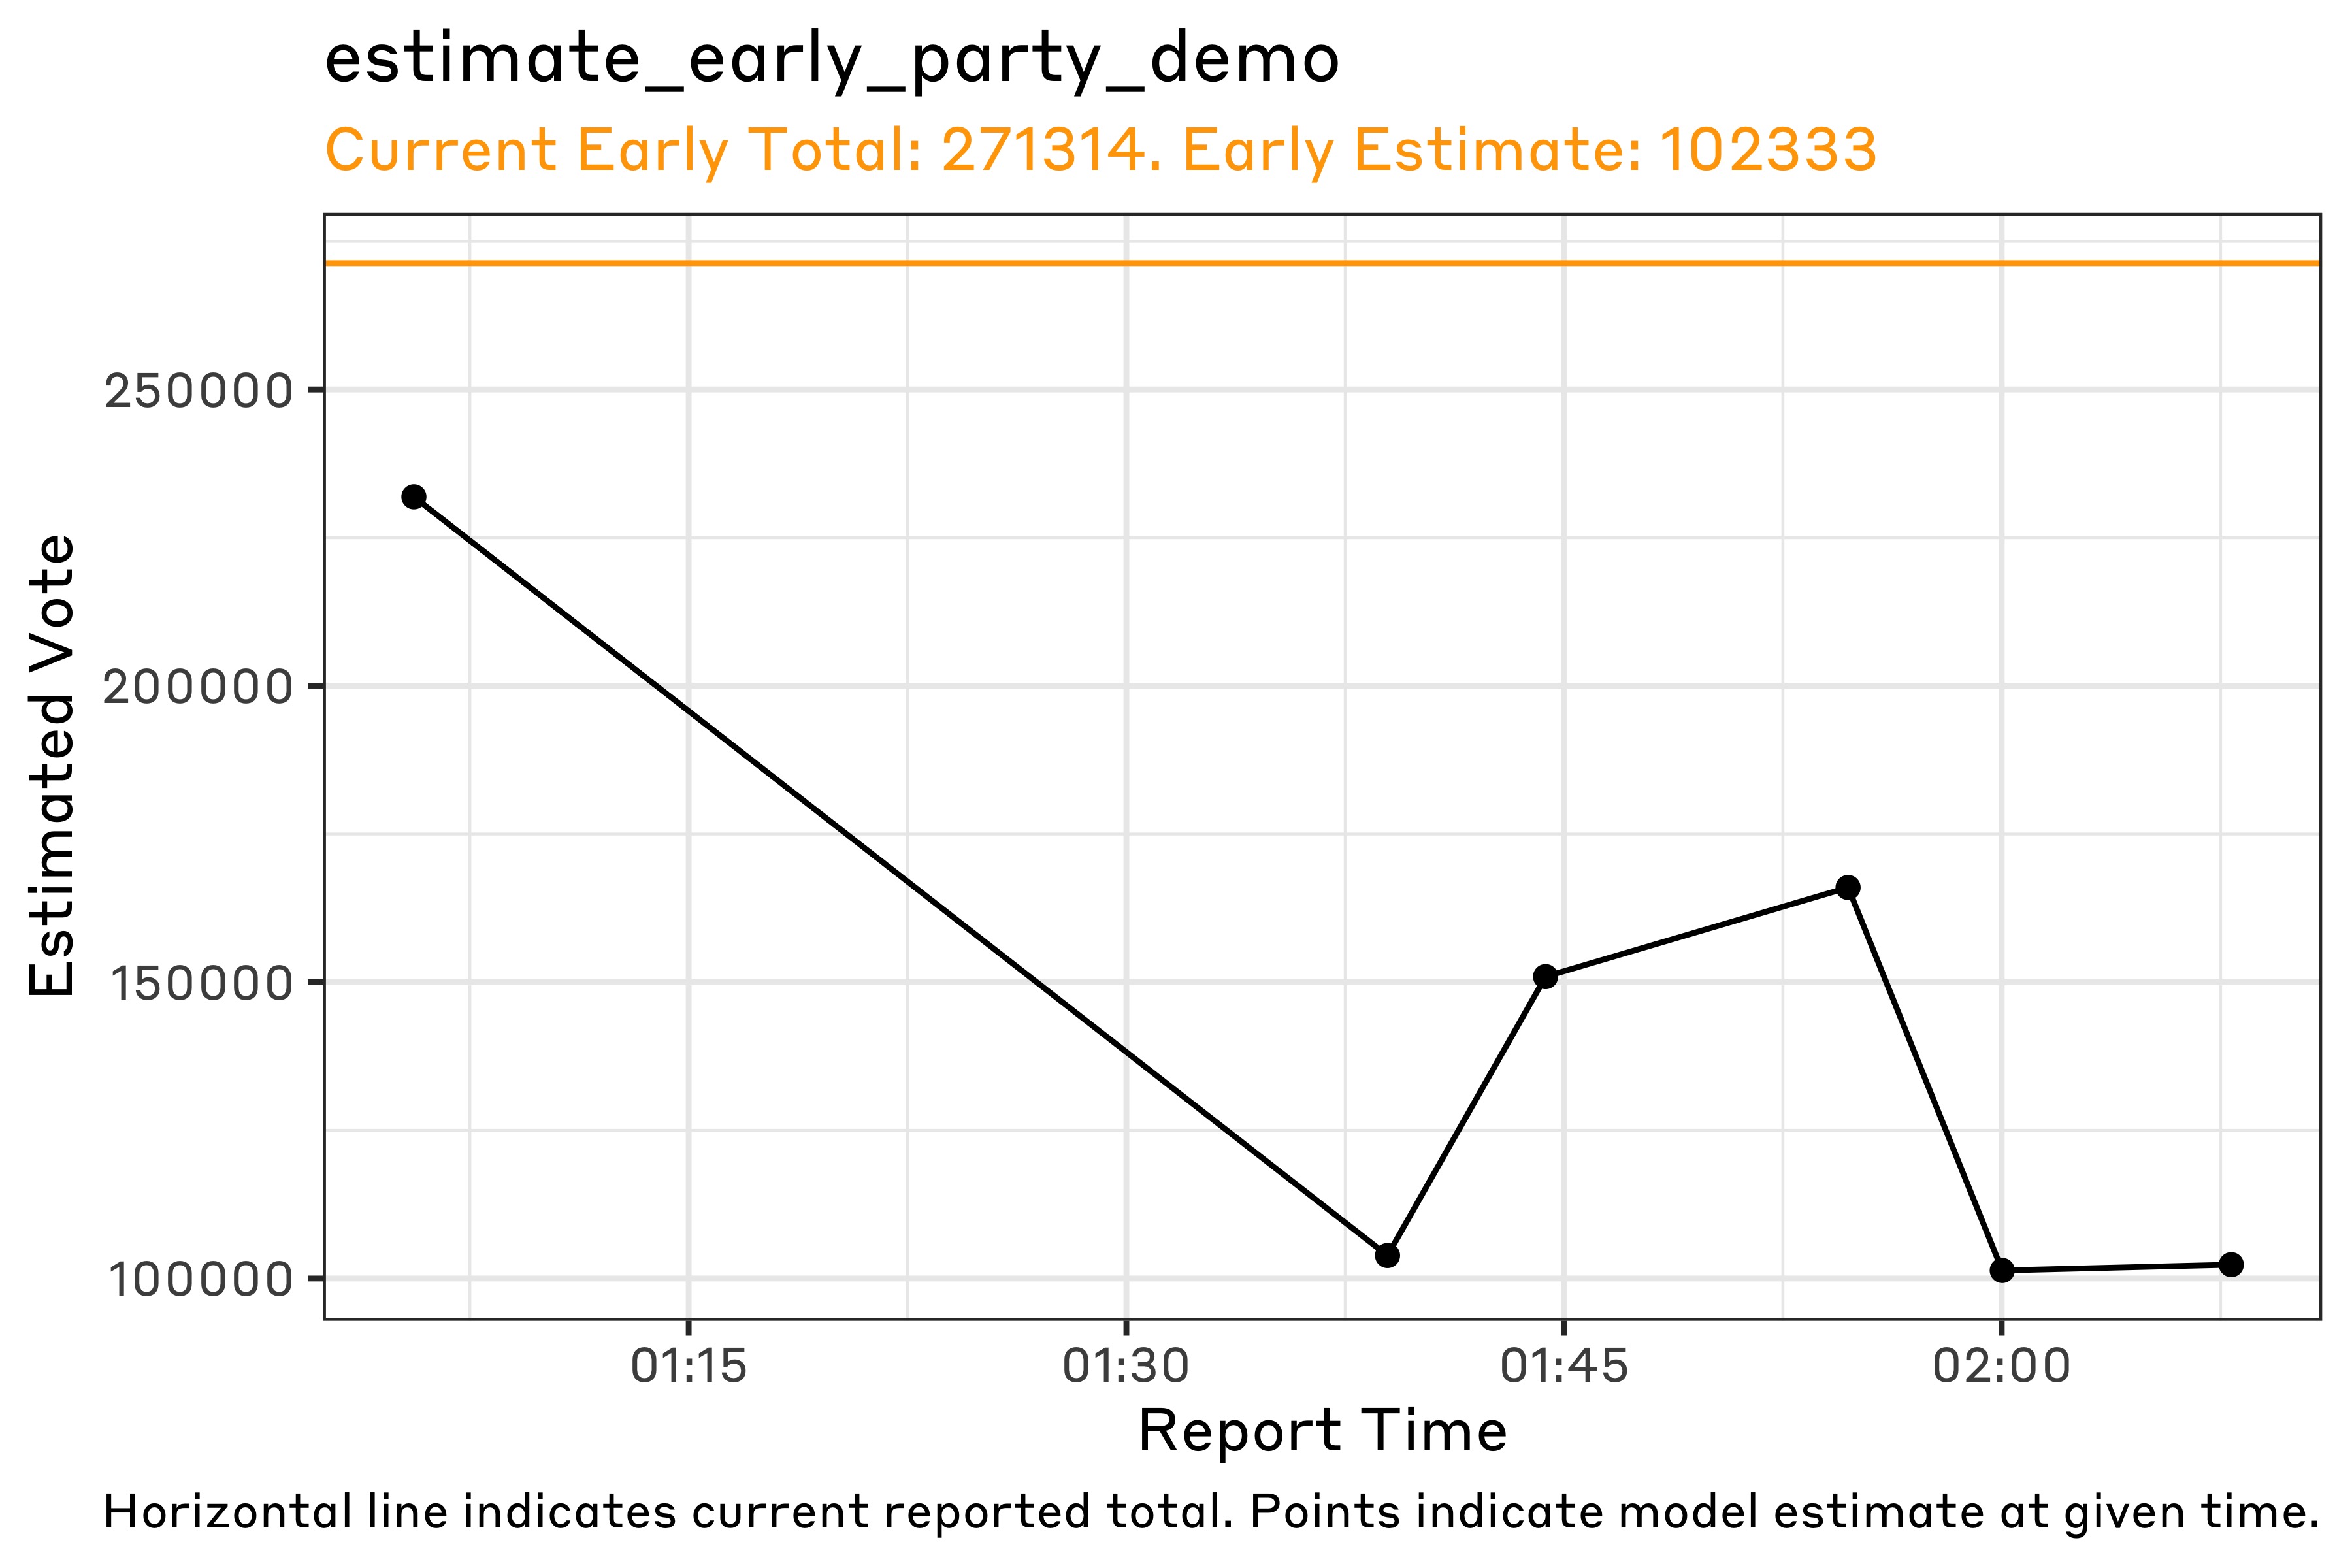 estimate_early_party_demo
Current Early Total: 271314. Early Estimate: 102333
Estimated Vote
250000
200000
150000
100000
01:15 01:30 01:45 02:00
Report Time
Horizontal line indicates current reported total. Points indicate model estimate at given time.